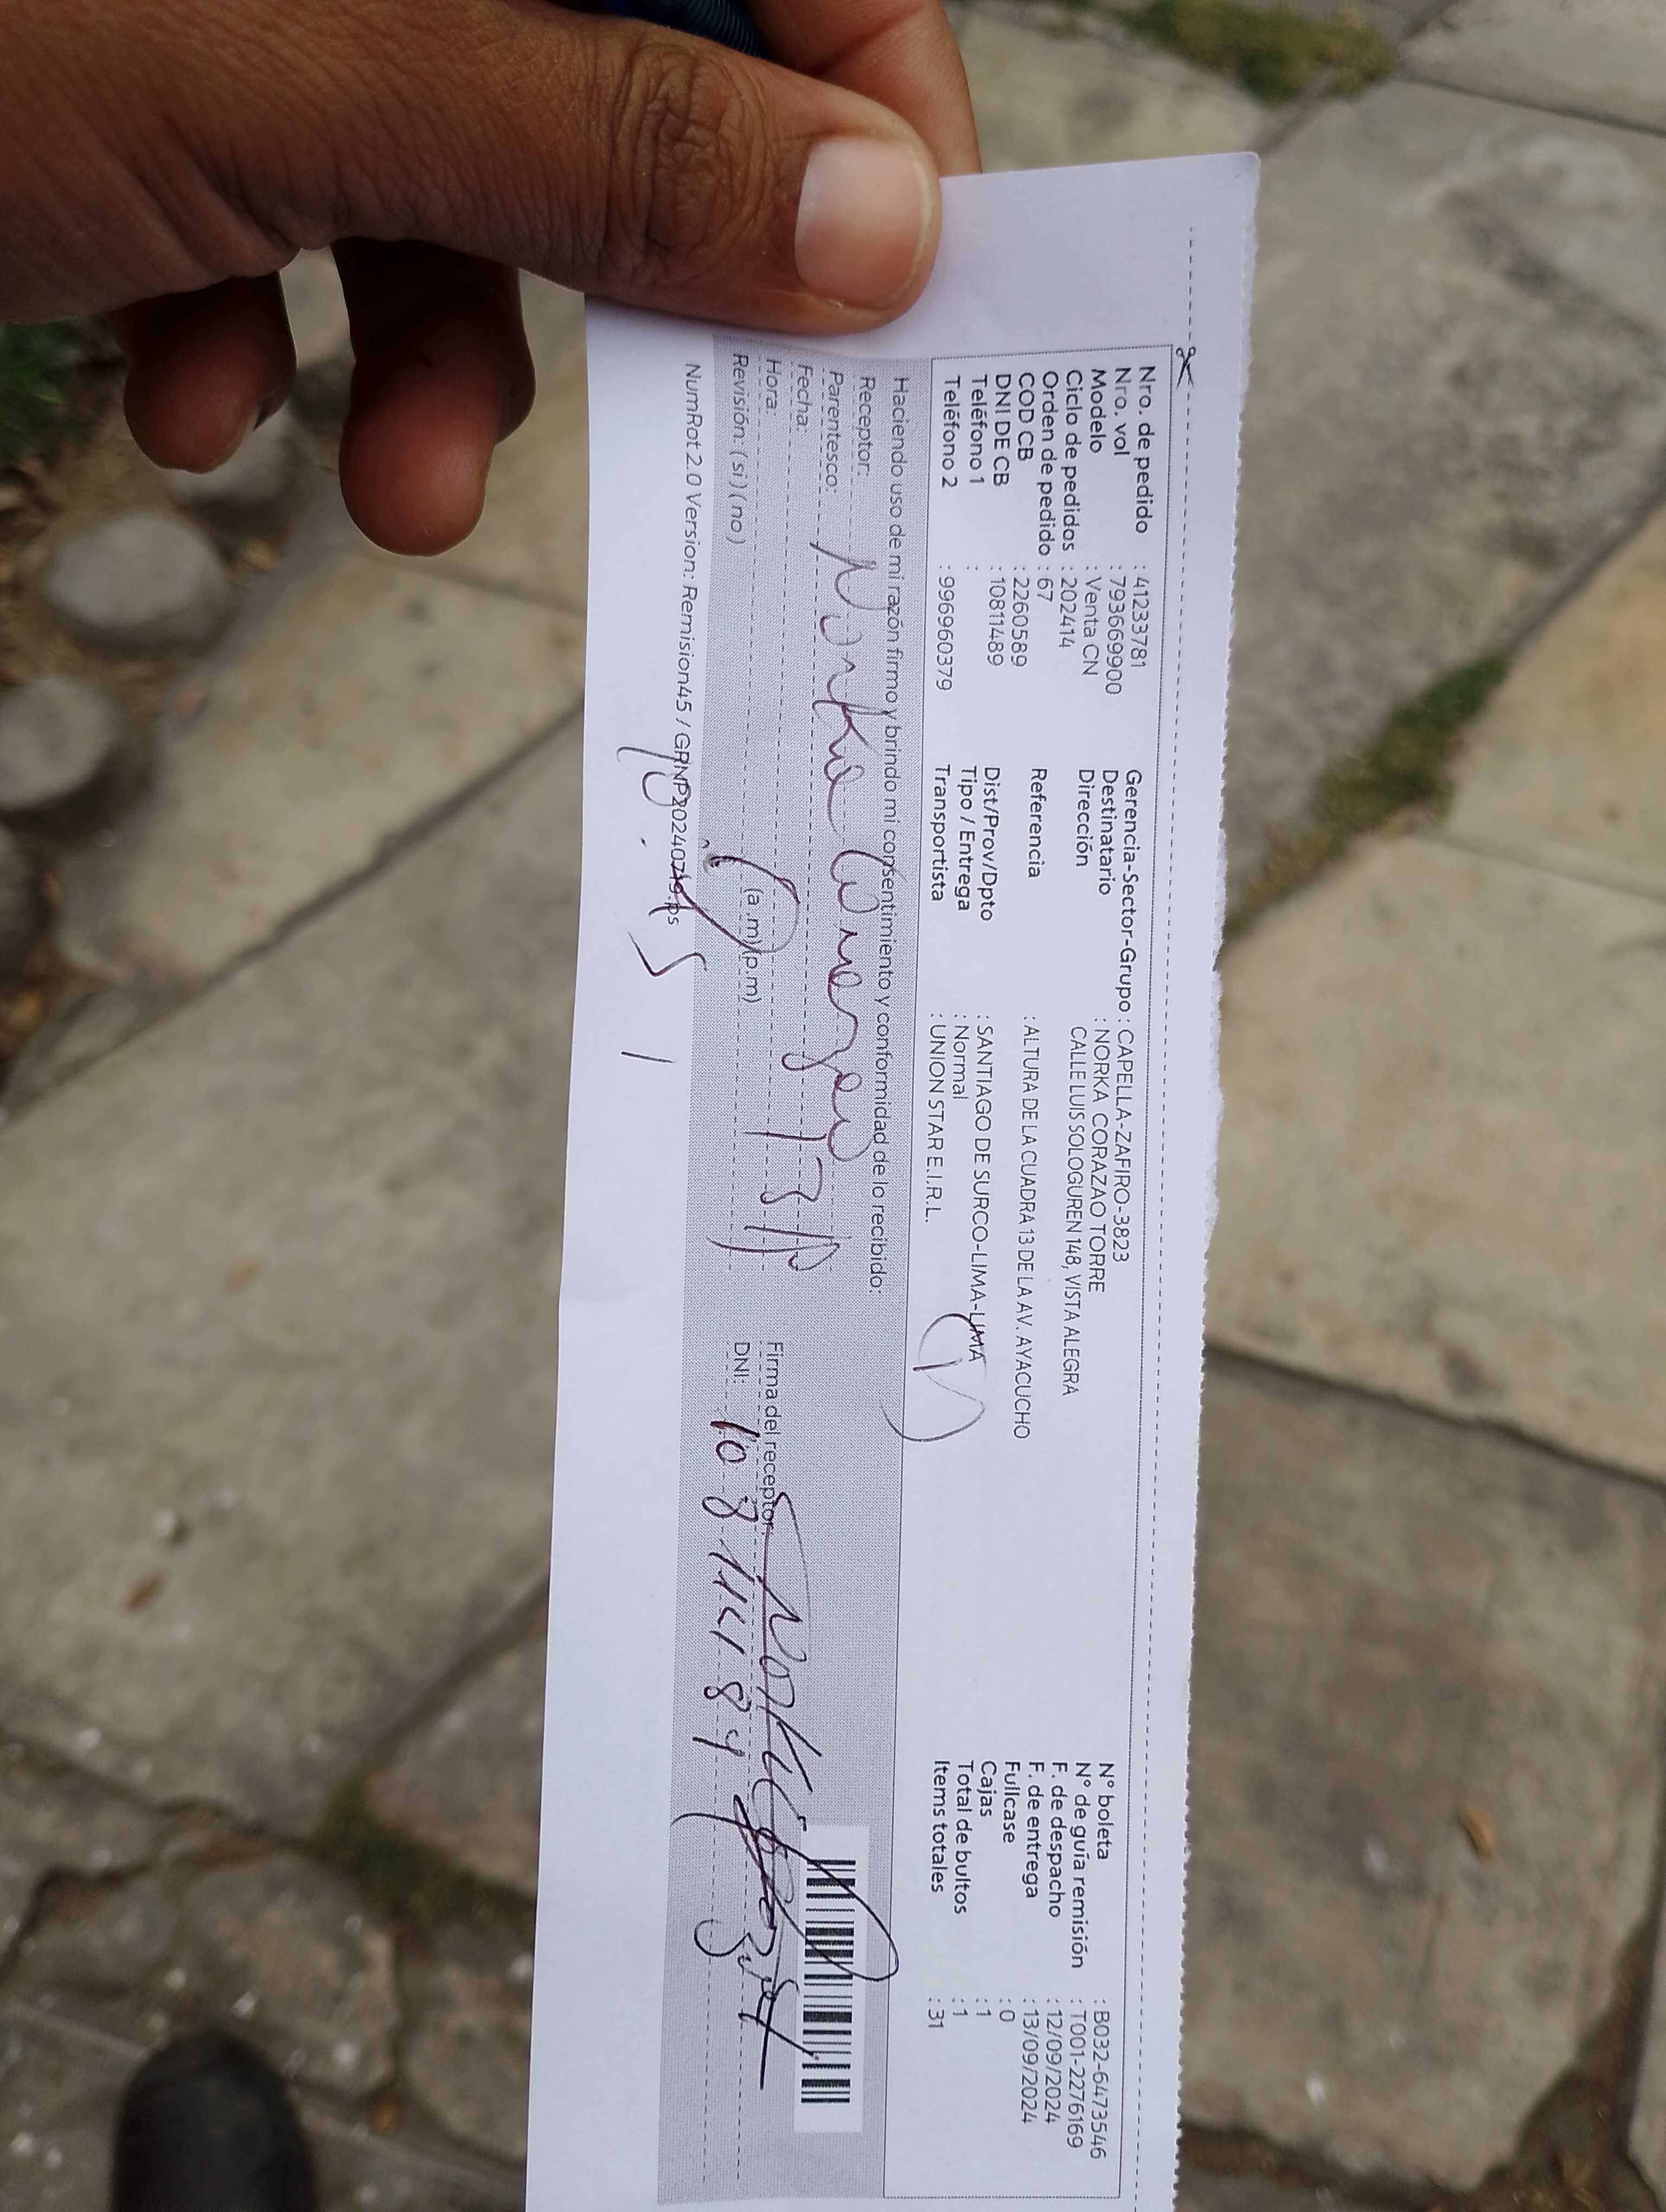 Nro. de pedido : 41233781
Nro. vol : 7936699900
Modelo : Venta CN
Ciclo de pedidos : 202414
Orden de pedido : 67
COD CB : 2260589
DNI DE CB : 10811489
Teléfono 1 :
Teléfono 2 : 996960379
Gerencia-Sector-Grupo : CAPELLA-ZAFIRO-3823
Destinatario : NORKA CORAZAO TORRE
Dirección CALLE LUIS SOLOGUREN 148, VISTA ALEGRA
Referencia : ALTURA DE LA CUADRA 13 DE LA AV. AYACUCHO
Dist/Prov/Dpto : SANTIAGO DE SURCO-LIMA-LIMA
Tipo / Entrega : Normal
Transportista : UNION STAR E.I.R.L.
N° boleta : B032-6473546
N° de guía remisión : T001-2276169
F. de despacho : 12/09/2024
F. de entrega : 13/09/2024
Fullcase : 0
Cajas : 1
Total de bultos : 1
Items totales : 31
Haciendo uso de mi razón firmo y brindo mi consentimiento y conformidad de lo recibido:
Receptor: Norka
Parentesco:
Fecha:
Hora: (a.m) (p.m)
Revisión: (si) (no)
Firma del receptor:
DNI: 10811489
NumRot 2.0 Version: Remision45 / GRNP20240719.ps